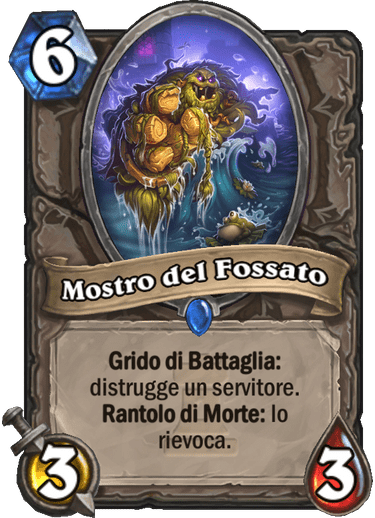 6
Mostro del Fossato
Grido di Battaglia:
distrugge un servitore.
Rantolo di Morte: lo
rievoca.
3
3